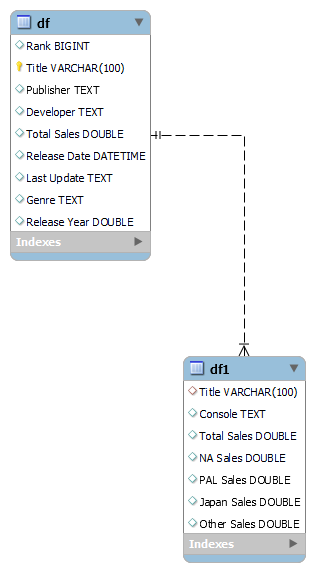 df
Rank BIGINT
Title VARCHAR(100)
Publisher TEXT
Developer TEXT
Total Sales DOUBLE
Release Date DATETIME
Last Update TEXT
Genre TEXT
Release Year DOUBLE
Indexes
df1
Title VARCHAR(100)
Console TEXT
Total Sales DOUBLE
NA Sales DOUBLE
PAL Sales DOUBLE
Japan Sales DOUBLE
Other Sales DOUBLE
Indexes